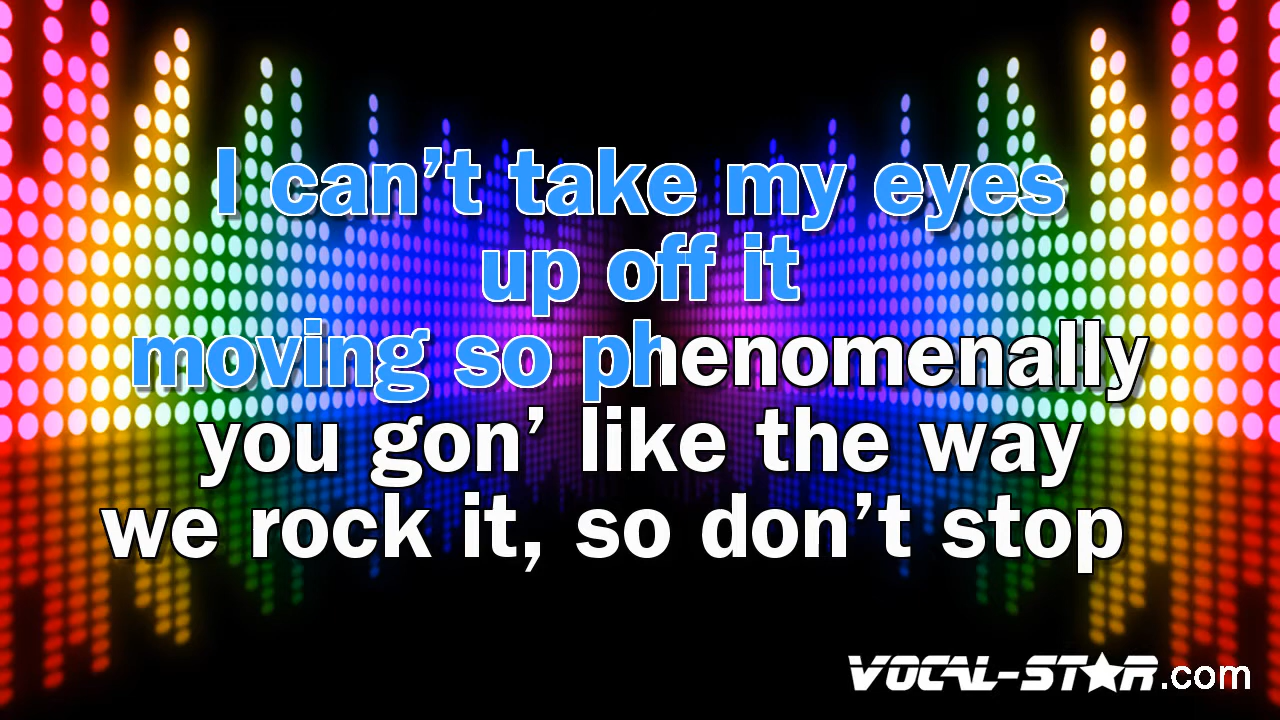 I can’t take my eyes
up off it
moving so phenomenally
you gon’ like the way
we rock it, so don’t stop
VOCAL-STAR.com